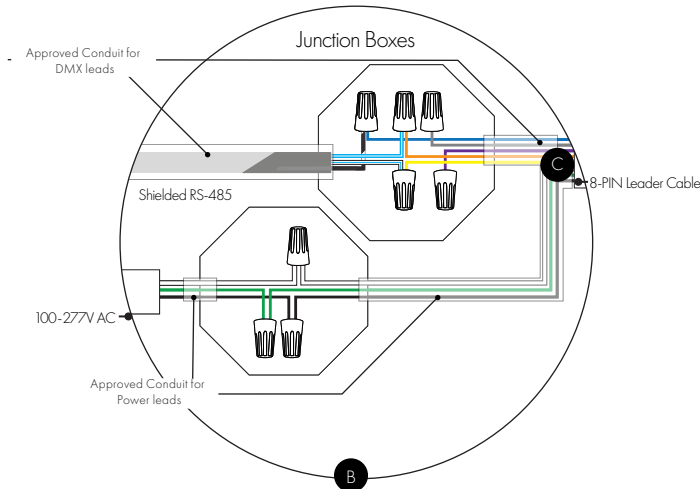 Junction Boxes
Approved Conduit for
DMX leads
C
8-PIN Leader Cable
Shielded RS-485
100-277V AC
Approved Conduit for
Power leads
B